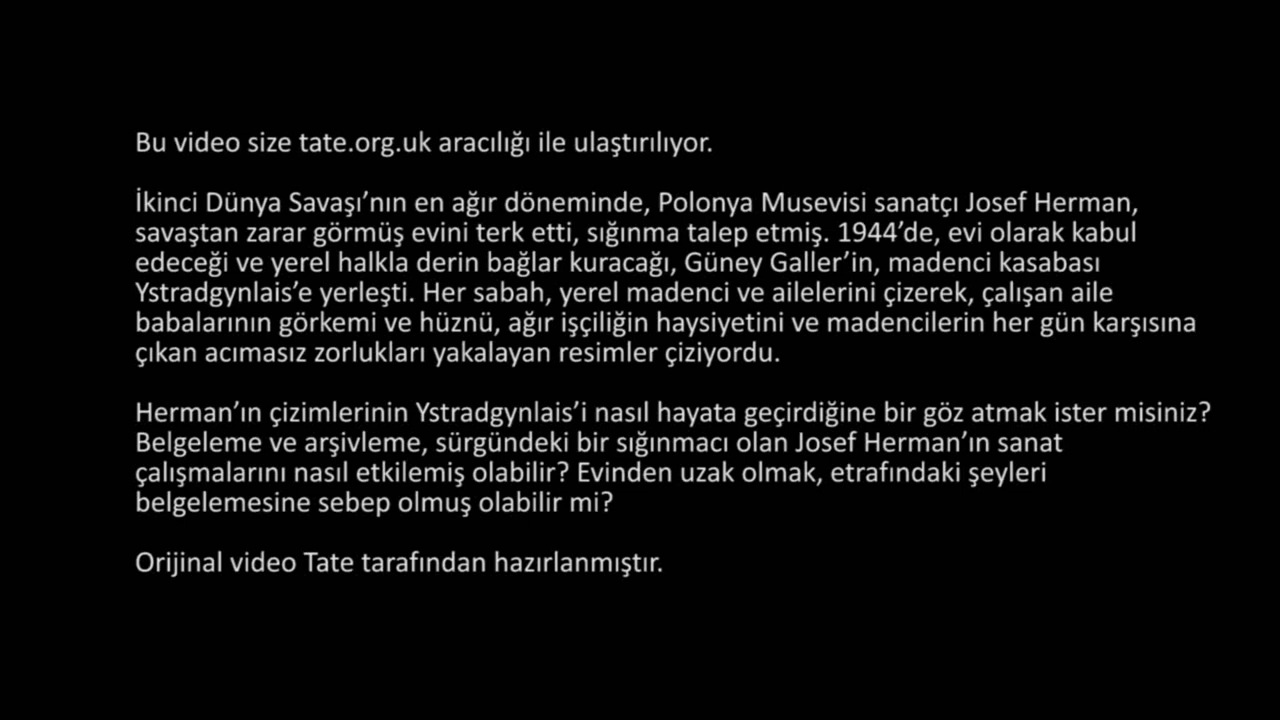 Bu video size tate.org.uk aracılığı ile ulaştırılıyor.
İkinci Dünya Savaşı’nın en ağır döneminde, Polonya Musevisi sanatçı Josef Herman,
savaştan zarar görmüş evini terk etti, sığınma talep etmiş. 1944’de, evi olarak kabul
edeceği ve yerel halkla derin bağlar kuracağı, Güney Galler’in, madenci kasabası
Ystradgynlais’e yerleşti. Her sabah, yerel madenci ve ailelerini çizerek, çalışan aile
babalarının görkemi ve hüznü, ağır işçiliğin haysiyetini ve madencilerin her gün karşısına
çıkan acımasız zorlukları yakalayan resimler çiziyordu.
Herman’ın çizimlerinin Ystradgynlais’i nasıl hayata geçirdiğine bir göz atmak ister misiniz?
Belgeleme ve arşivleme, sürgündeki bir sığınmacı olan Josef Herman’ın sanat
çalışmalarını nasıl etkilemiş olabilir? Evinden uzak olmak, etrafındaki şeyleri
belgelemesine sebep olmuş olabilir mi?
Orijinal video Tate tarafından hazırlanmıştır.